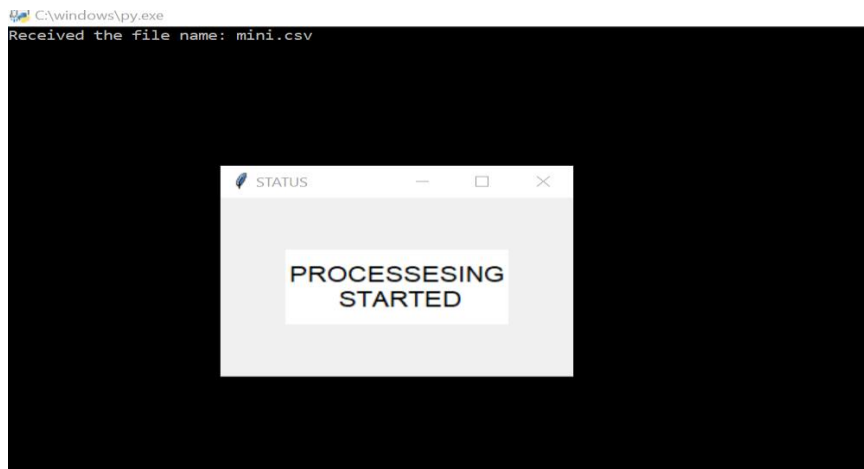 C:\windows\py.exe
Received the file name: mini.csv
STATUS
PROCESSESING
STARTED